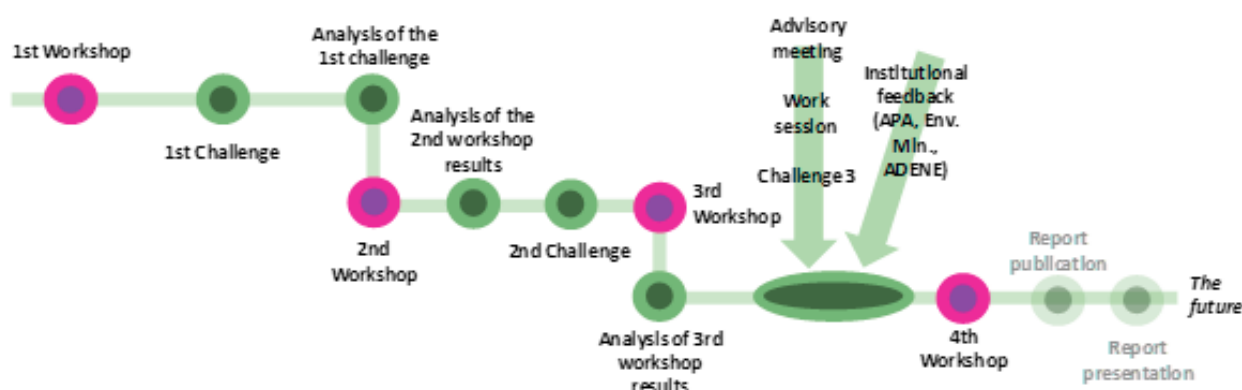 1st Workshop
1st Challenge
Analysis of the
1st challenge
2nd
Workshop
Analysis of the
2nd workshop
results
2nd Challenge
3rd
Workshop
Analysis of 3rd
workshop
results
Advisory
meeting
Work
session
Challenge 3
Institutional
feedback
(APA, Env.
Min.,
ADENE)
4th
Workshop
Report
publication
Report
presentation
The
future